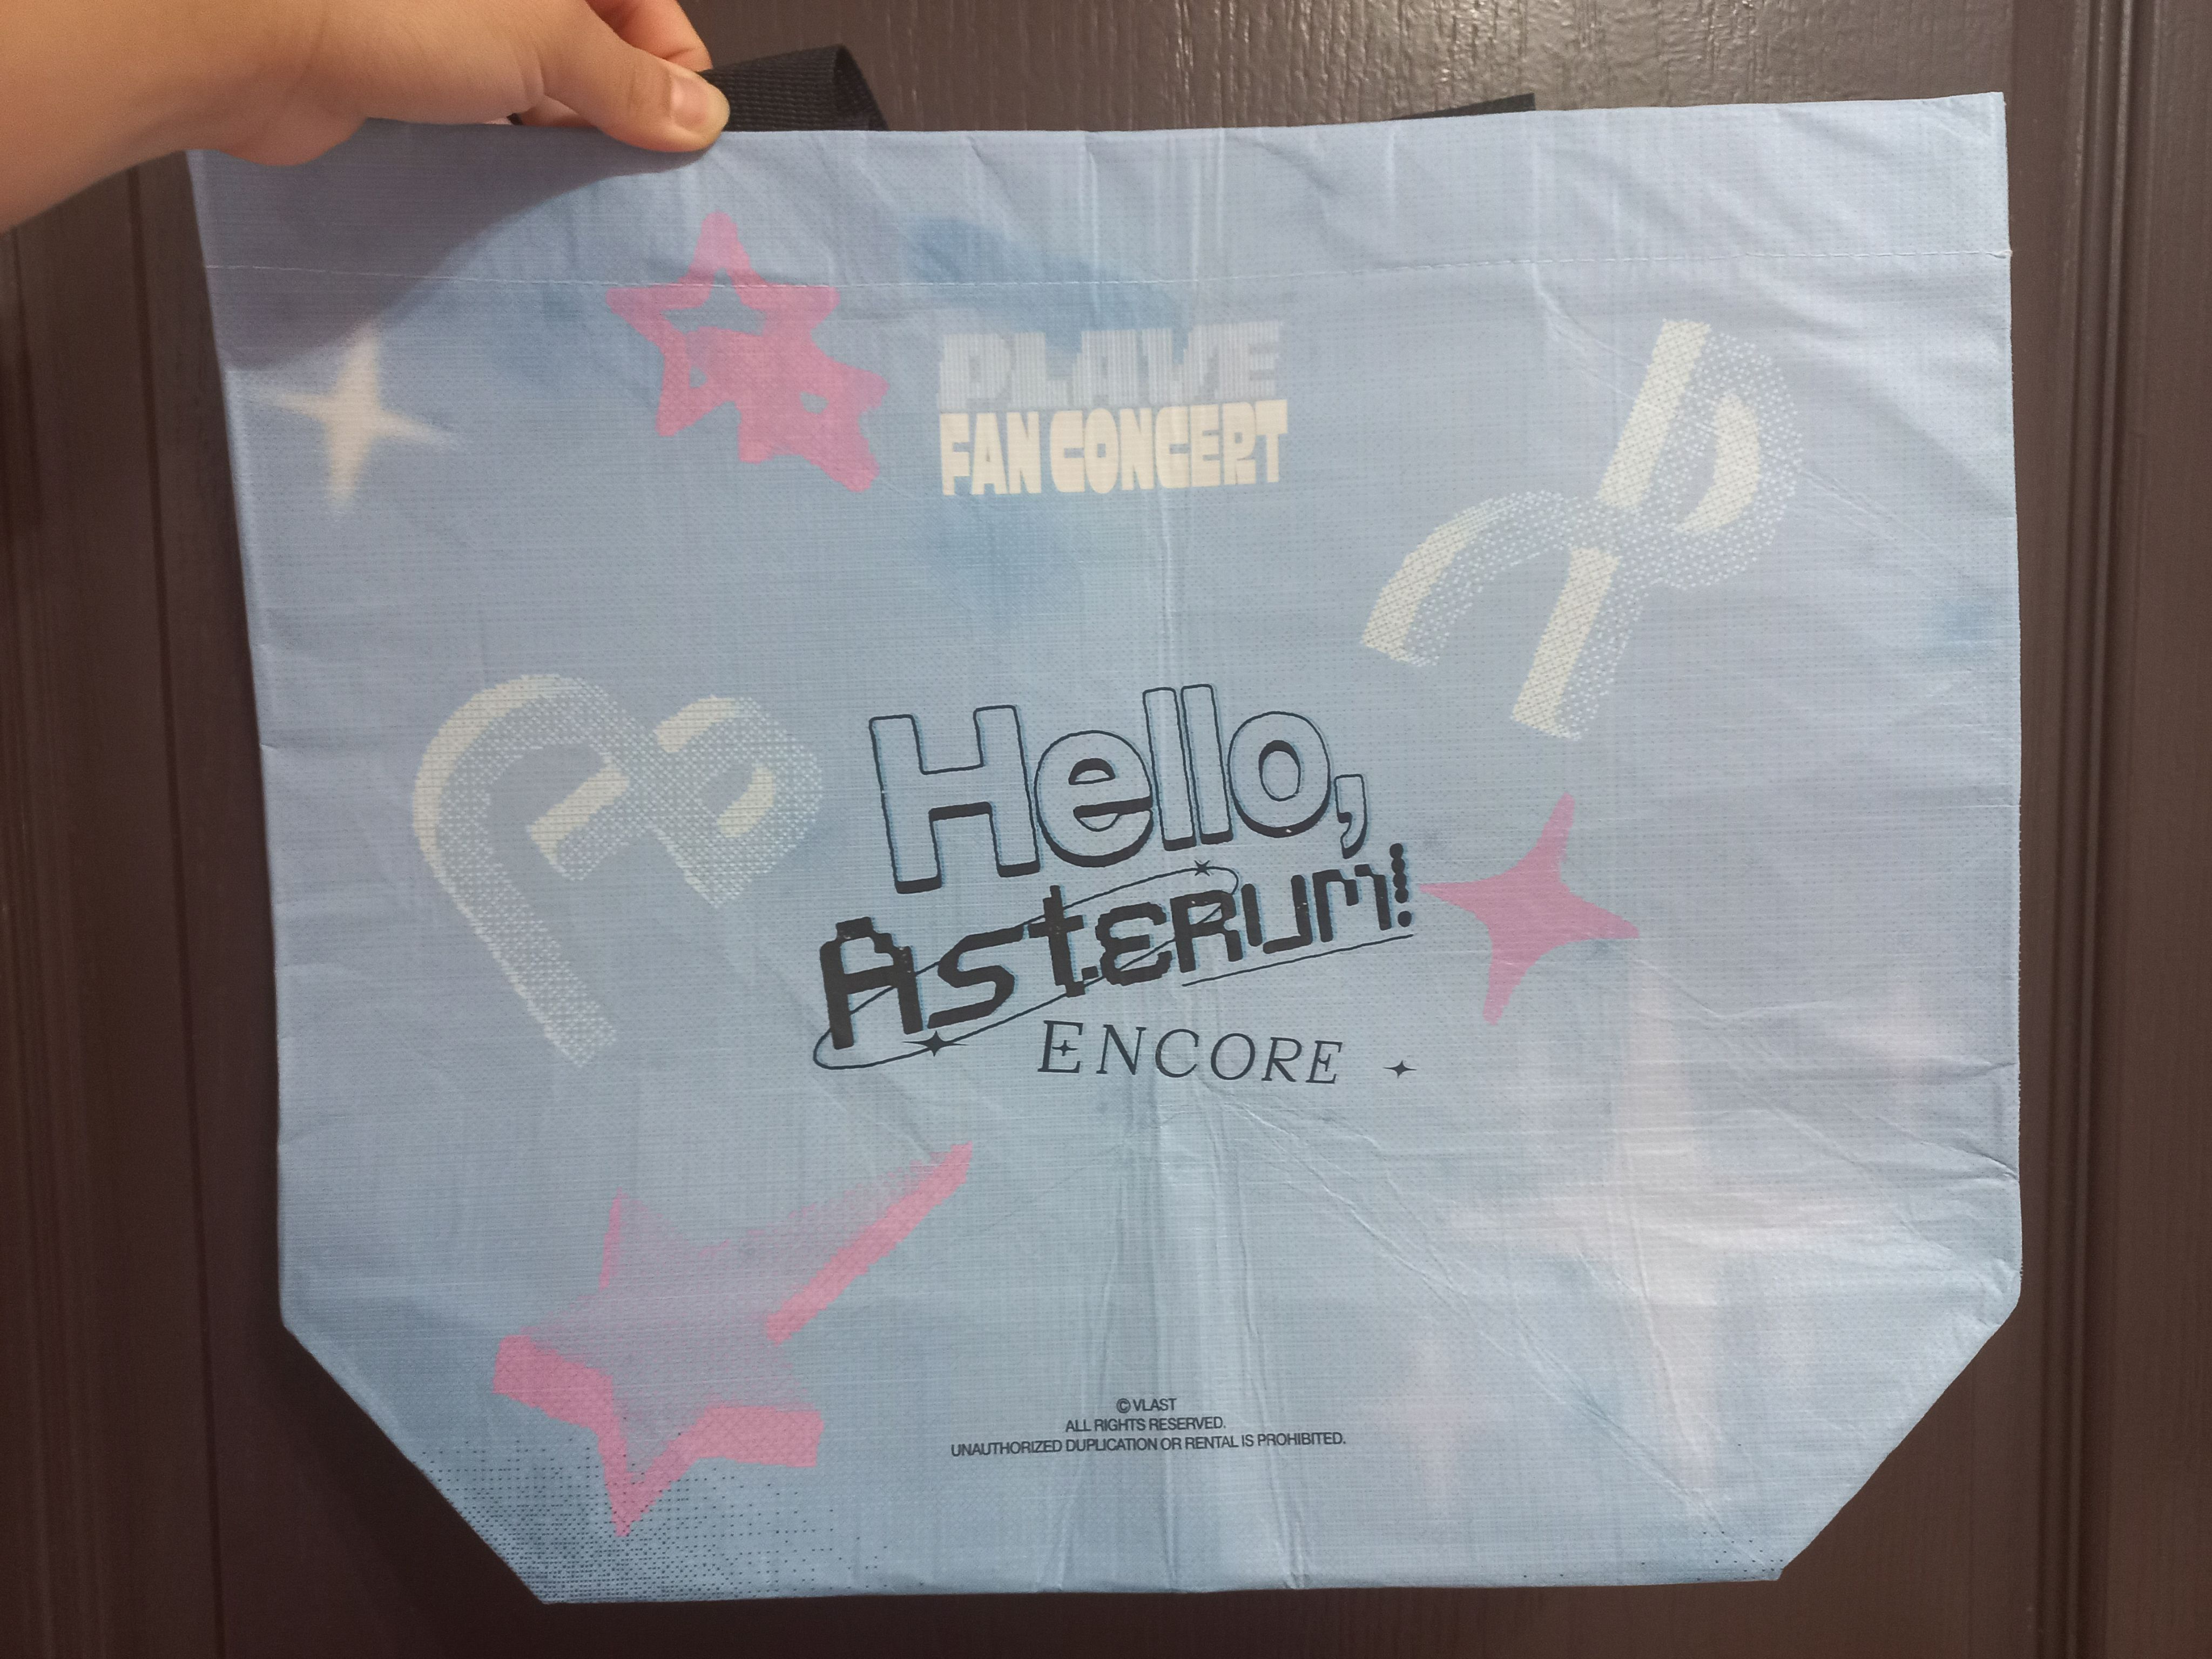 PLAVE
FAN CONCERT
Hello,
Asterum!
ENCORE
© VLAST
ALL RIGHTS RESERVED.
UNAUTHORIZED DUPLICATION OR RENTAL IS PROHIBITED.